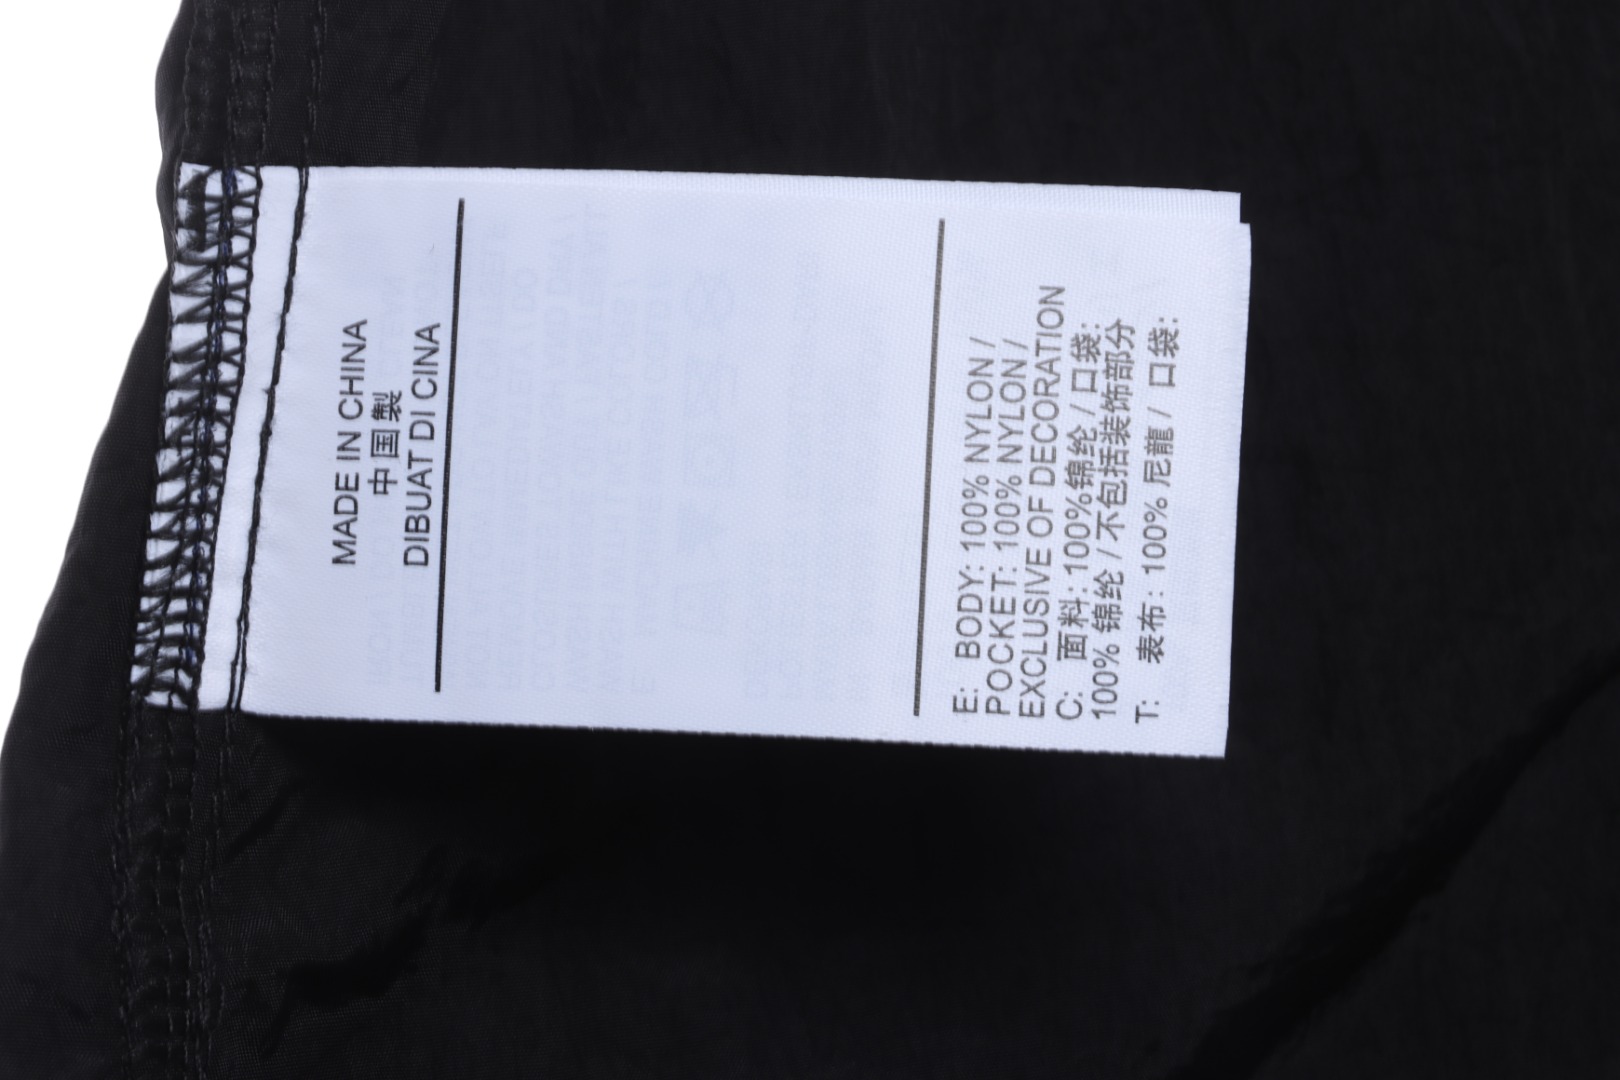 MADE IN CHINA
中国製
DIBUAT DI CINA
E: BODY: 100% NYLON /
POCKET: 100% NYLON /
EXCLUSIVE OF DECORATION
C: 面料: 100%锦纶 / 口袋:
100% 锦纶 / 不包括装饰部分
T: 表布: 100% 尼龍 / 口袋: